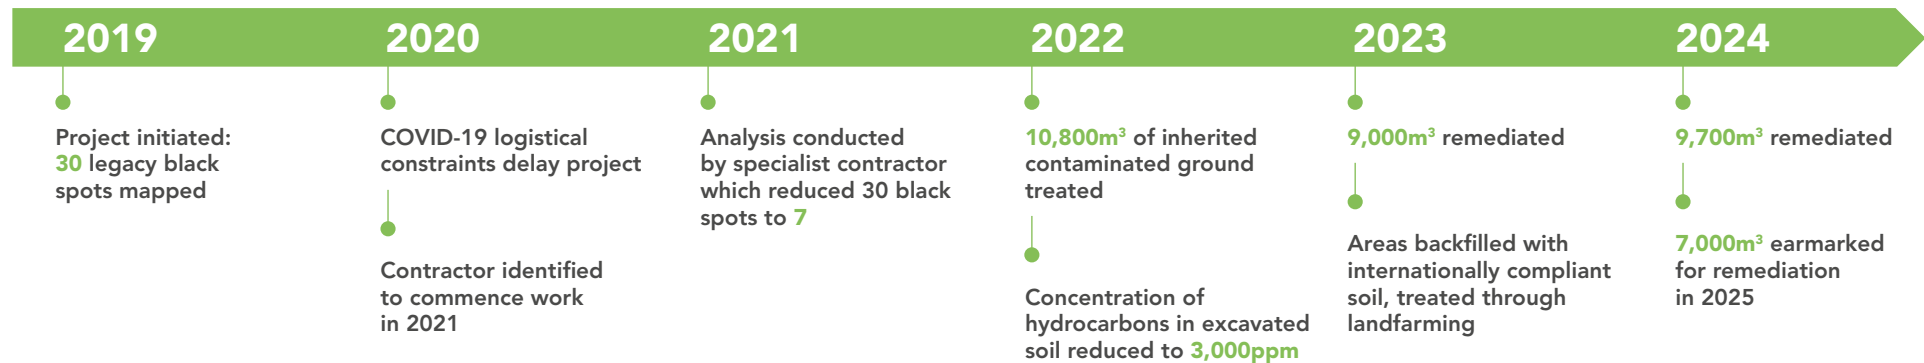 2019
Project initiated:
30 legacy black
spots mapped
2020
COVID-19 logistical
constraints delay project
Contractor identified
to commence work
in 2021
2021
Analysis conducted
by specialist contractor
which reduced 30 black
spots to 7
2022
10,800m³ of inherited
contaminated ground
treated
Concentration of
hydrocarbons in excavated
soil reduced to 3,000ppm
2023
9,000m³ remediated
Areas backfilled with
internationally compliant
soil, treated through
landfarming
2024
9,700m³ remediated
7,000m³ earmarked
for remediation
in 2025